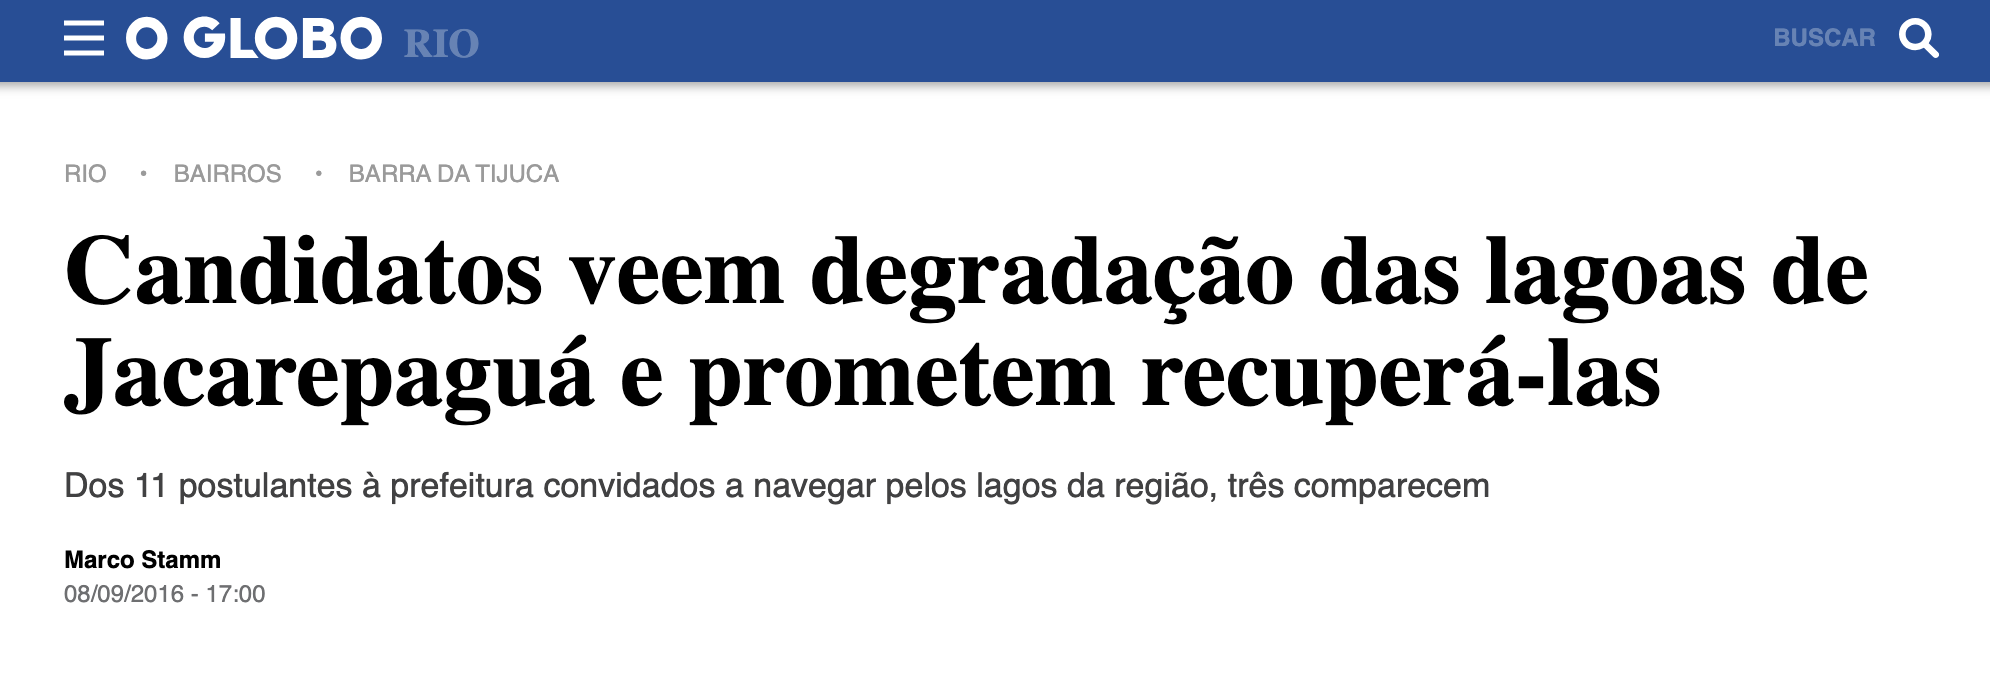 O GLOBO RIO BUSCAR
RIO • BAIRROS • BARRA DA TIJUCA
Candidatos veem degradação das lagoas de
Jacarepaguá e prometem recuperá-las
Dos 11 postulantes à prefeitura convidados a navegar pelos lagos da região, três comparecem
Marco Stamm
08/09/2016 - 17:00